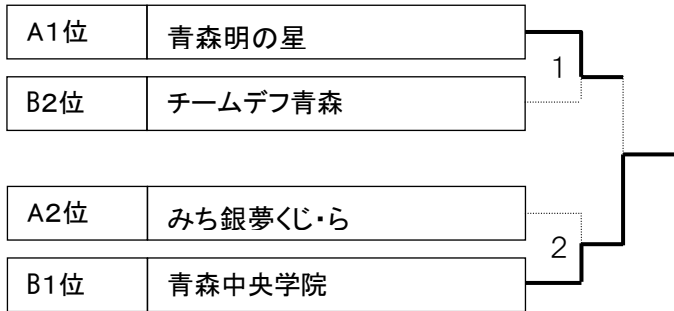 A1位 青森明の星
1
B2位 チームデフ青森
A2位 みち銀夢くじ・ら
2
B1位 青森中央学院